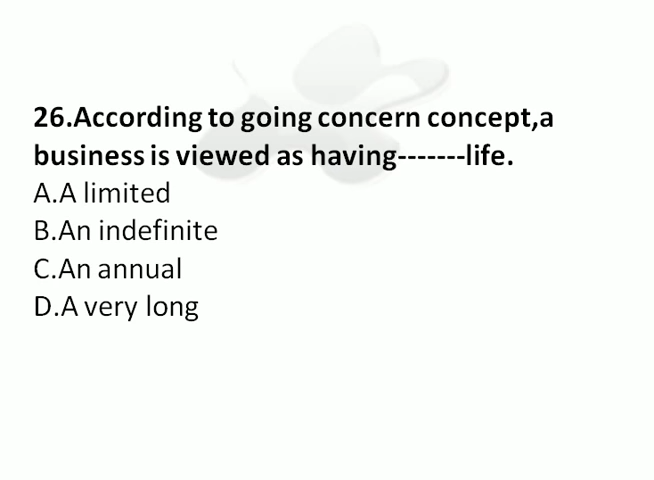 26.According to going concern concept,a
business is viewed as having-------life.
A.A limited
B.An indefinite
C.An annual
D.A very long